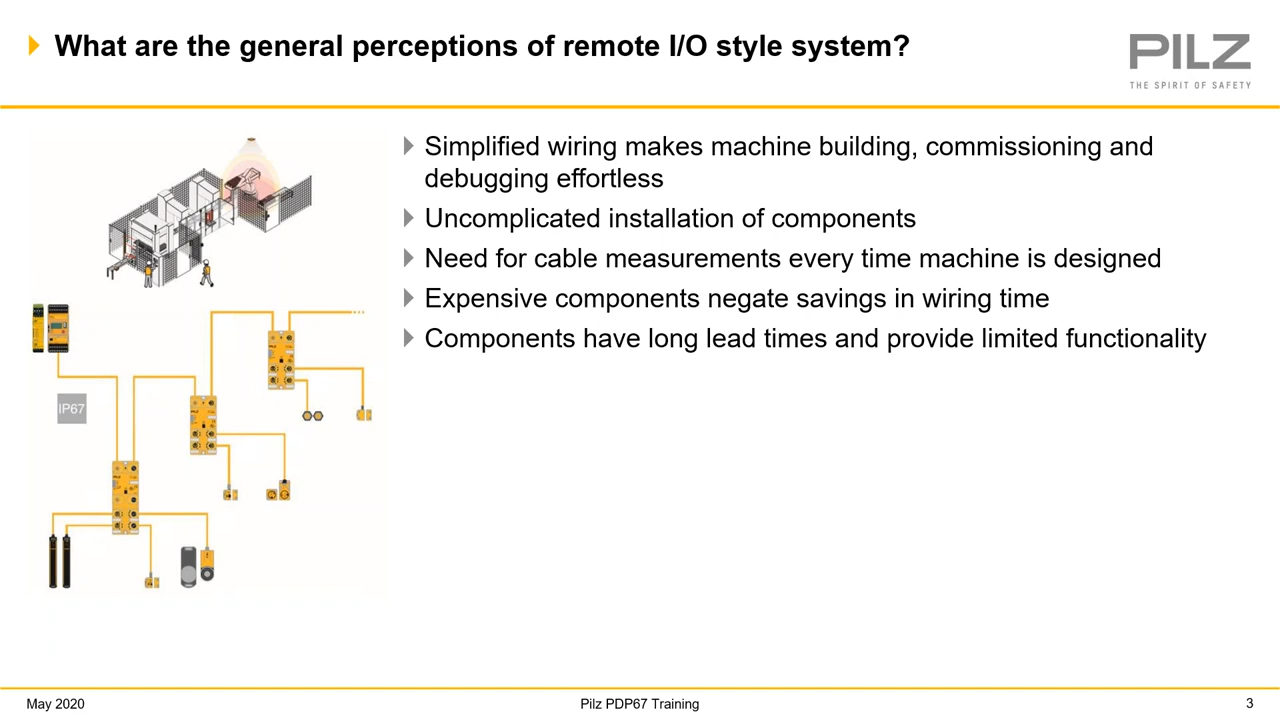 What are the general perceptions of remote I/O style system?
PILZ
THE SPIRIT OF SAFETY
Simplified wiring makes machine building, commissioning and
debugging effortless
Uncomplicated installation of components
Need for cable measurements every time machine is designed
Expensive components negate savings in wiring time
Components have long lead times and provide limited functionality
IP67
PILZ
PILZ
PILZ
May 2020
Pilz PDP67 Training
3